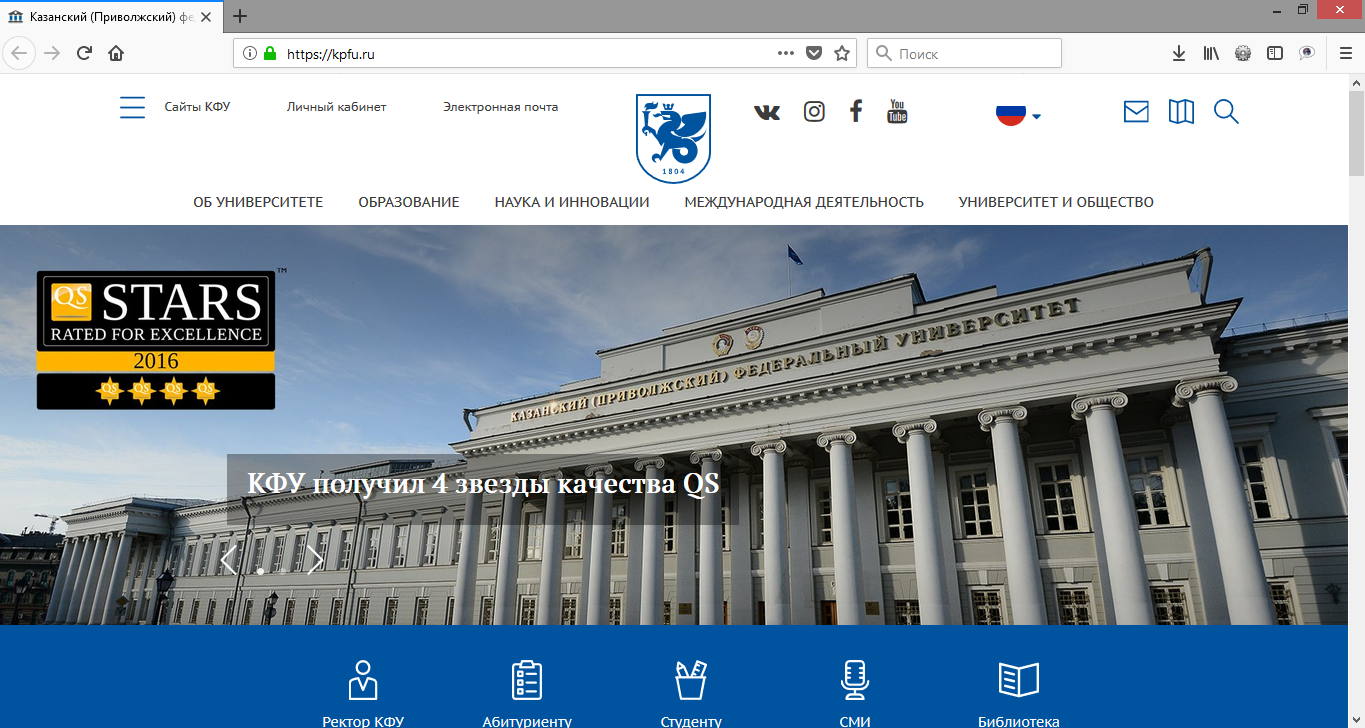 Казанский (Приволжский) фе
https://kpfu.ru
Поиск
Сайты КФУ
Личный кабинет
Электронная почта
You
Tube
1804
ОБ УНИВЕРСИТЕТЕ
ОБРАЗОВАНИЕ
НАУКА И ИННОВАЦИИ
МЕЖДУНАРОДНАЯ ДЕЯТЕЛЬНОСТЬ
УНИВЕРСИТЕТ И ОБЩЕСТВО
QS STARS™
RATED FOR EXCELLENCE
2016
QS QS QS QS
КАЗАНСКИЙ (ПРИВОЛЖСКИЙ) ФЕДЕРАЛЬНЫЙ УНИВЕРСИТЕТ
КФУ получил 4 звезды качества QS
Ректор КФУ
Абитуриенту
Студенту
СМИ
Библиотека